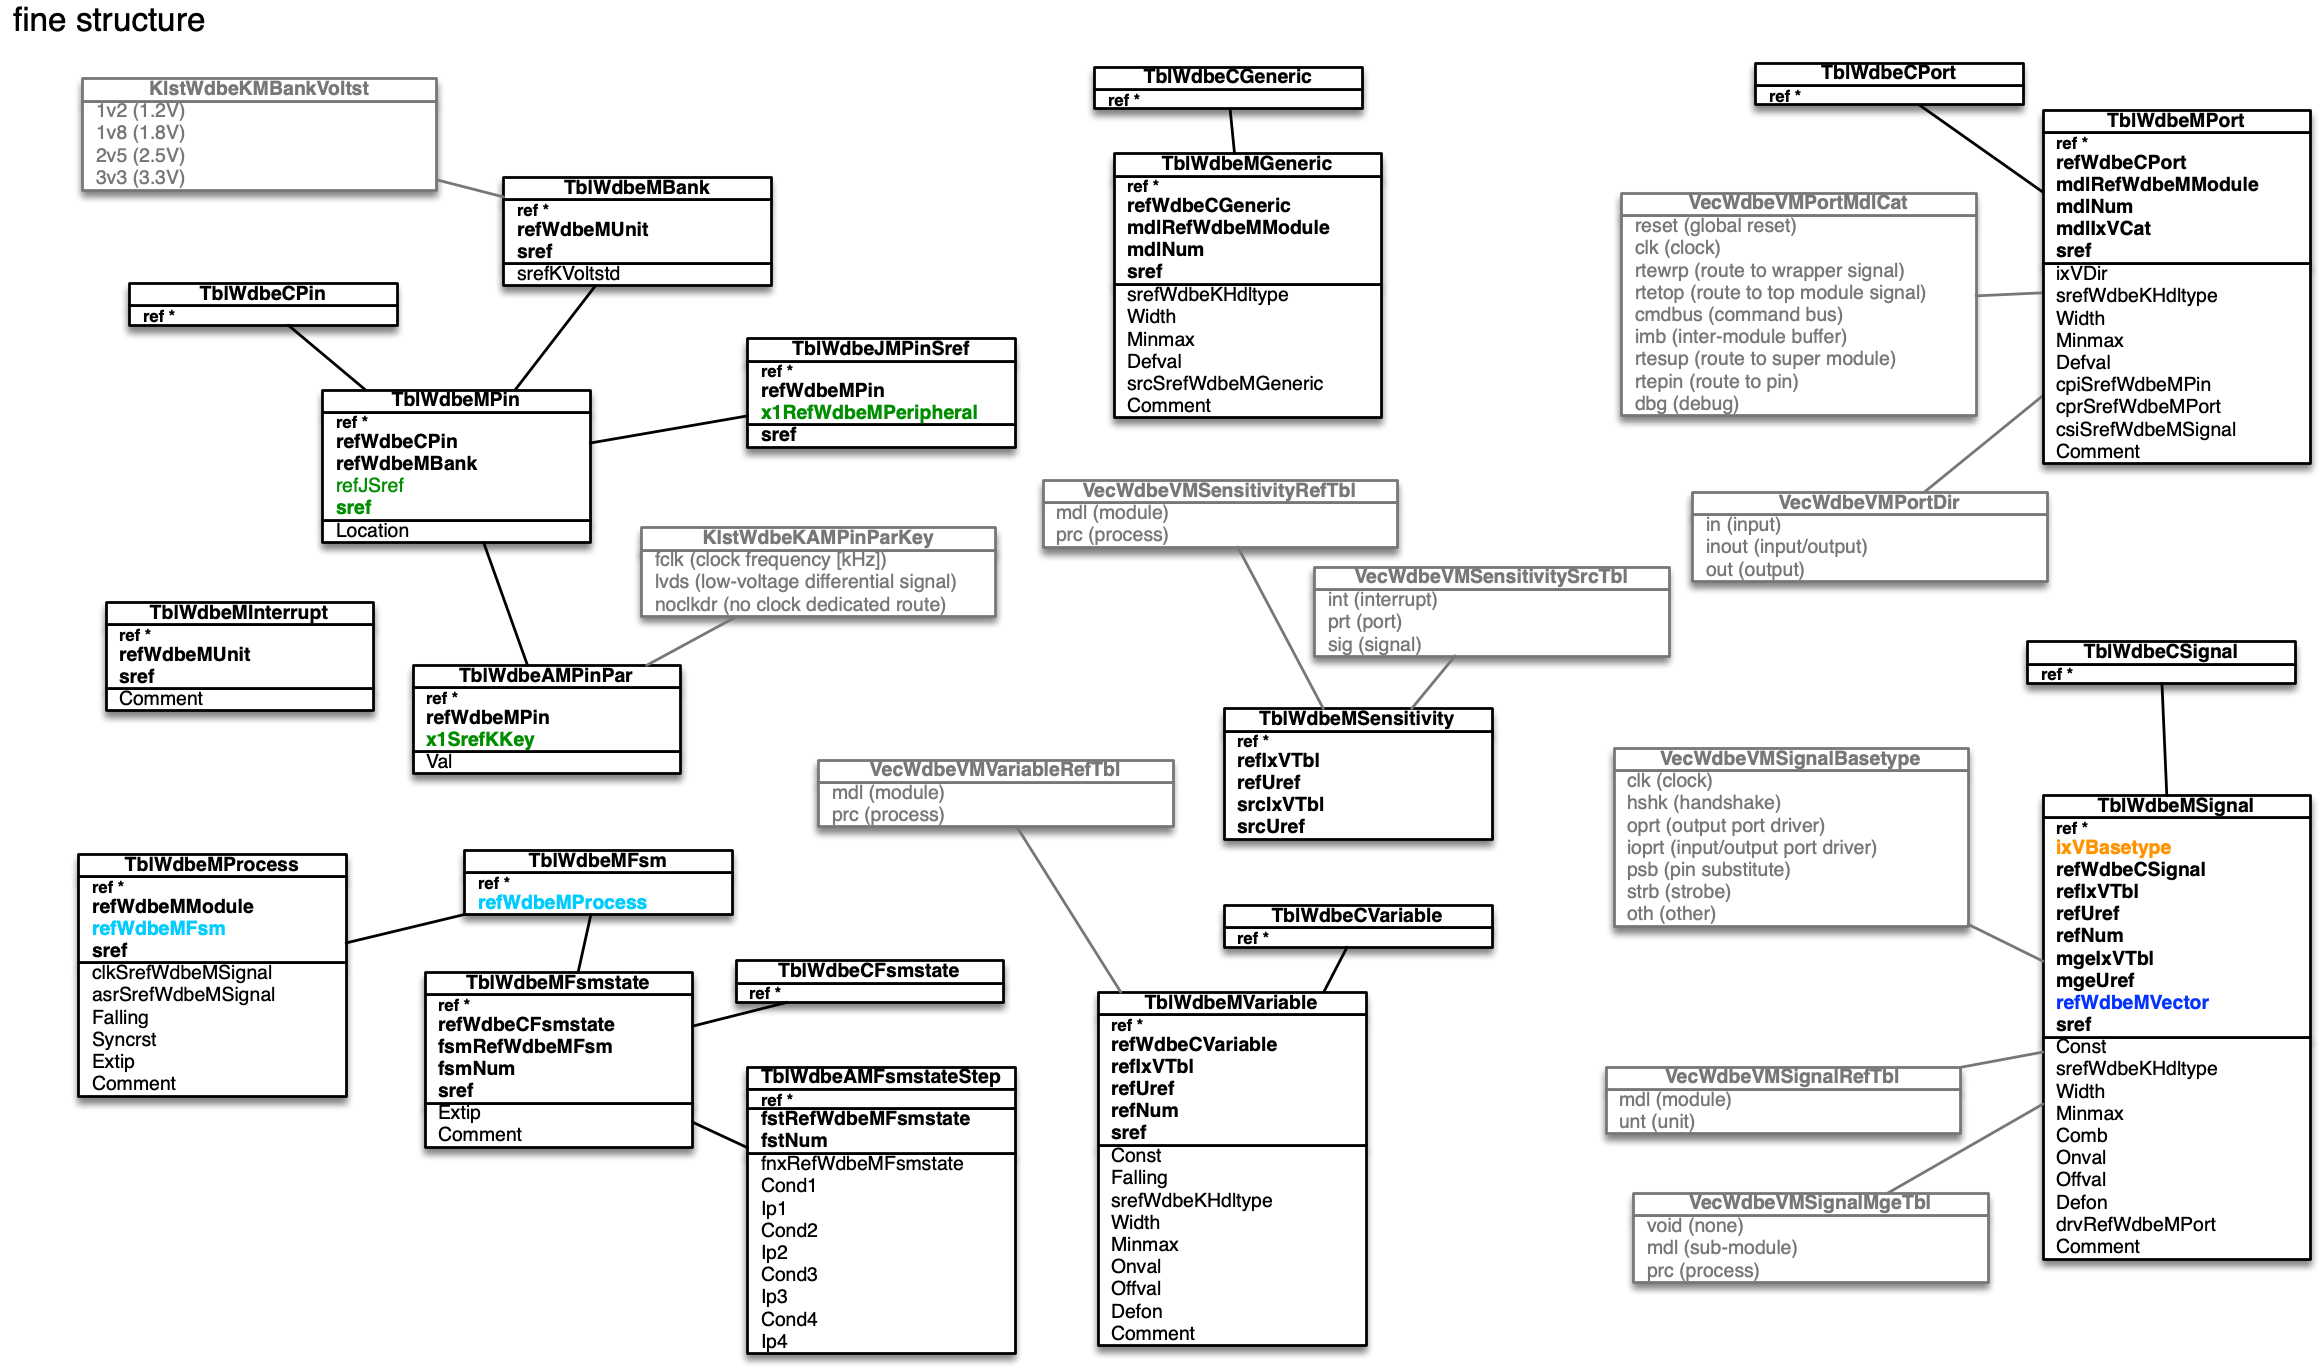 fine structure
KlstWdbeKMBankVoltst
1v2 (1.2V)
1v8 (1.8V)
2v5 (2.5V)
3v3 (3.3V)
TblWdbeMBank
ref *
refWdbeMUnit
sref
srefKVoltstd
TblWdbeCPin
ref *
TblWdbeMPin
ref *
refWdbeCPin
refWdbeMBank
refJSref
sref
Location
TblWdbeJMPinSref
ref *
refWdbeMPin
x1RefWdbeMPeripheral
sref
KlstWdbeKAMPinParKey
fclk (clock frequency [kHz])
lvds (low-voltage differential signal)
noclkdr (no clock dedicated route)
TblWdbeMInterrupt
ref *
refWdbeMUnit
sref
Comment
TblWdbeAMPinPar
ref *
refWdbeMPin
x1SrefKKey
Val
TblWdbeMProcess
ref *
refWdbeMModule
refWdbeMFsm
sref
clkSrefWdbeMSignal
asrSrefWdbeMSignal
Falling
Syncrst
Extip
Comment
TblWdbeMFsm
ref *
refWdbeMProcess
TblWdbeMFsmstate
ref *
refWdbeCFsmstate
fsmRefWdbeMFsm
fsmNum
sref
Extip
Comment
TblWdbeCFsmstate
ref *
TblWdbeAMFsmstateStep
ref *
fstRefWdbeMFsmstate
fstNum
fnxRefWdbeMFsmstate
Cond1
Ip1
Cond2
Ip2
Cond3
Ip3
Cond4
Ip4
TblWdbeCGeneric
ref *
TblWdbeMGeneric
ref *
refWdbeCGeneric
mdlRefWdbeMModule
mdlNum
sref
srefWdbeKHdltype
Width
Minmax
Defval
srcSrefWdbeMGeneric
Comment
VecWdbeVMSensitivityRefTbl
mdl (module)
prc (process)
VecWdbeVMSensitivitySrcTbl
int (interrupt)
prt (port)
sig (signal)
TblWdbeMSensitivity
ref *
refIxVTbl
refUref
srcIxVTbl
srcUref
VecWdbeVMVariableRefTbl
mdl (module)
prc (process)
TblWdbeCVariable
ref *
TblWdbeMVariable
ref *
refWdbeCVariable
refIxVTbl
refUref
refNum
sref
Const
Falling
srefWdbeKHdltype
Width
Minmax
Onval
Offval
Defon
Comment
TblWdbeCPort
ref *
TblWdbeMPort
ref *
refWdbeCPort
mdlRefWdbeMModule
mdlNum
mdlIxVCat
sref
ixVDir
srefWdbeKHdltype
Width
Minmax
Defval
cpiSrefWdbeMPin
cprSrefWdbeMPort
csiSrefWdbeMSignal
Comment
VecWdbeVMPortMdlCat
reset (global reset)
clk (clock)
rtewrp (route to wrapper signal)
rtetop (route to top module signal)
cmdbus (command bus)
imb (inter-module buffer)
rtesup (route to super module)
rtepin (route to pin)
dbg (debug)
VecWdbeVMPortDir
in (input)
inout (input/output)
out (output)
TblWdbeCSignal
ref *
VecWdbeVMSignalBasetype
clk (clock)
hshk (handshake)
oprt (output port driver)
ioprt (input/output port driver)
psb (pin substitute)
strb (strobe)
oth (other)
TblWdbeMSignal
ref *
ixVBasetype
refWdbeCSignal
refIxVTbl
refUref
refNum
mgeIxVTbl
mgeUref
refWdbeMVector
sref
Const
srefWdbeKHdltype
Width
Minmax
Comb
Onval
Offval
Defon
drvRefWdbeMPort
Comment
VecWdbeVMSignalRefTbl
mdl (module)
unt (unit)
VecWdbeVMSignalMgeTbl
void (none)
mdl (sub-module)
prc (process)